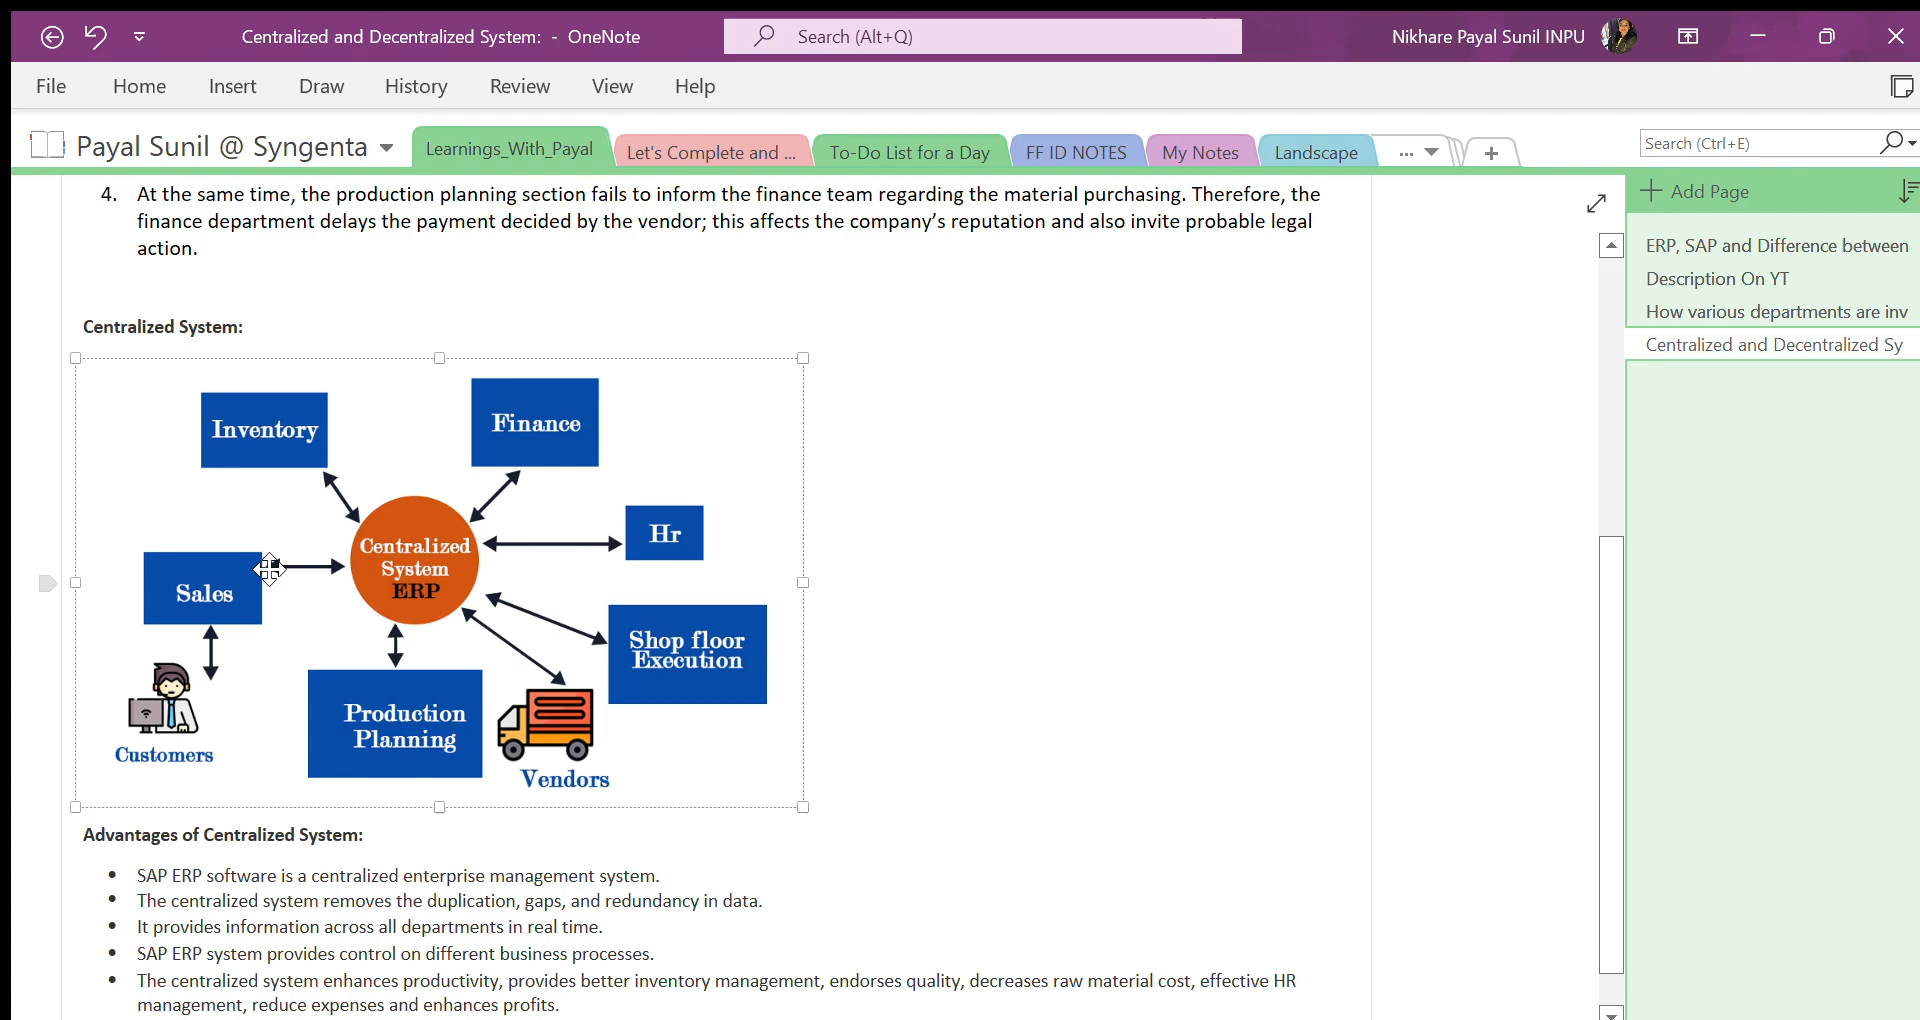 Centralized and Decentralized System: - OneNote
Search (Alt+Q)
Nikhare Payal Sunil INPU
File Home Insert Draw History Review View Help
Payal Sunil @ Syngenta
Learnings_With_Payal
Let's Complete and ...
To-Do List for a Day
FF ID NOTES
My Notes
Landscape
...
Search (Ctrl+E)
Add Page
ERP, SAP and Difference between
Description On YT
How various departments are inv
Centralized and Decentralized Sy
4. At the same time, the production planning section fails to inform the finance team regarding the material purchasing. Therefore, the
finance department delays the payment decided by the vendor; this affects the company's reputation and also invite probable legal
action.
Centralized System:
Inventory
Finance
Hr
Centralized
System
ERP
Sales
Shop floor
Execution
Production
Planning
Customers
Vendors
Advantages of Centralized System:
• SAP ERP software is a centralized enterprise management system.
• The centralized system removes the duplication, gaps, and redundancy in data.
• It provides information across all departments in real time.
• SAP ERP system provides control on different business processes.
• The centralized system enhances productivity, provides better inventory management, endorses quality, decreases raw material cost, effective HR
management, reduce expenses and enhances profits.